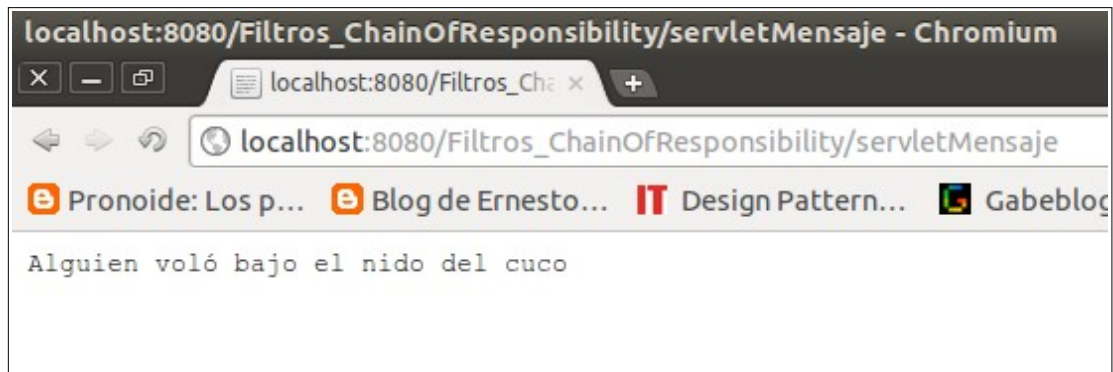 localhost:8080/Filtros_ChainOfResponsibility/servletMensaje - Chromium
localhost:8080/Filtros_Cha
localhost:8080/Filtros_ChainOfResponsibility/servletMensaje
Pronoide: Los p... Blog de Ernesto... Design Pattern... Gabeblog
Alguien voló bajo el nido del cuco